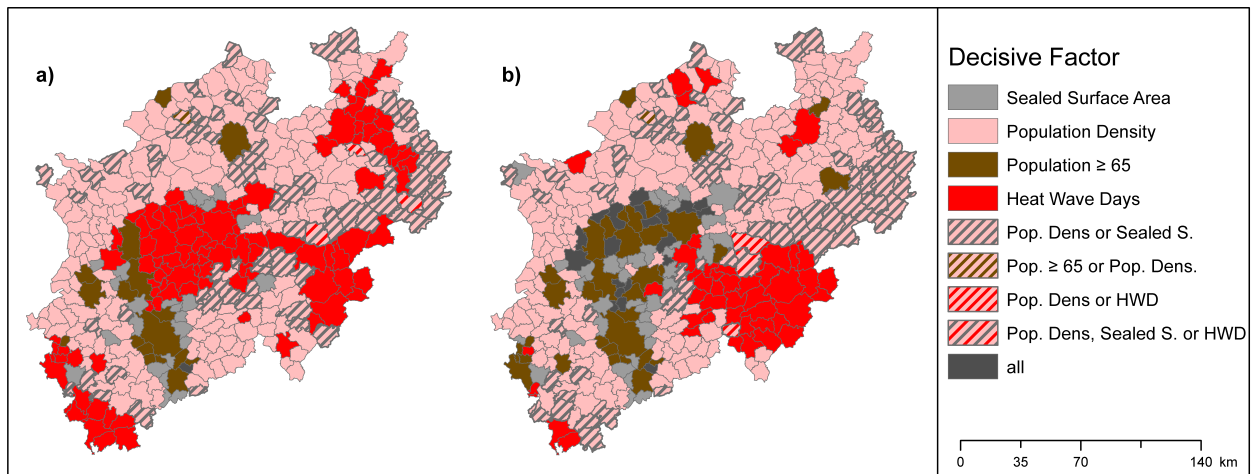 a)
b)
Decisive Factor
Sealed Surface Area
Population Density
Population ≥ 65
Heat Wave Days
Pop. Dens or Sealed S.
Pop. ≥ 65 or Pop. Dens.
Pop. Dens or HWD
Pop. Dens, Sealed S. or HWD
all
0 35 70 140 km